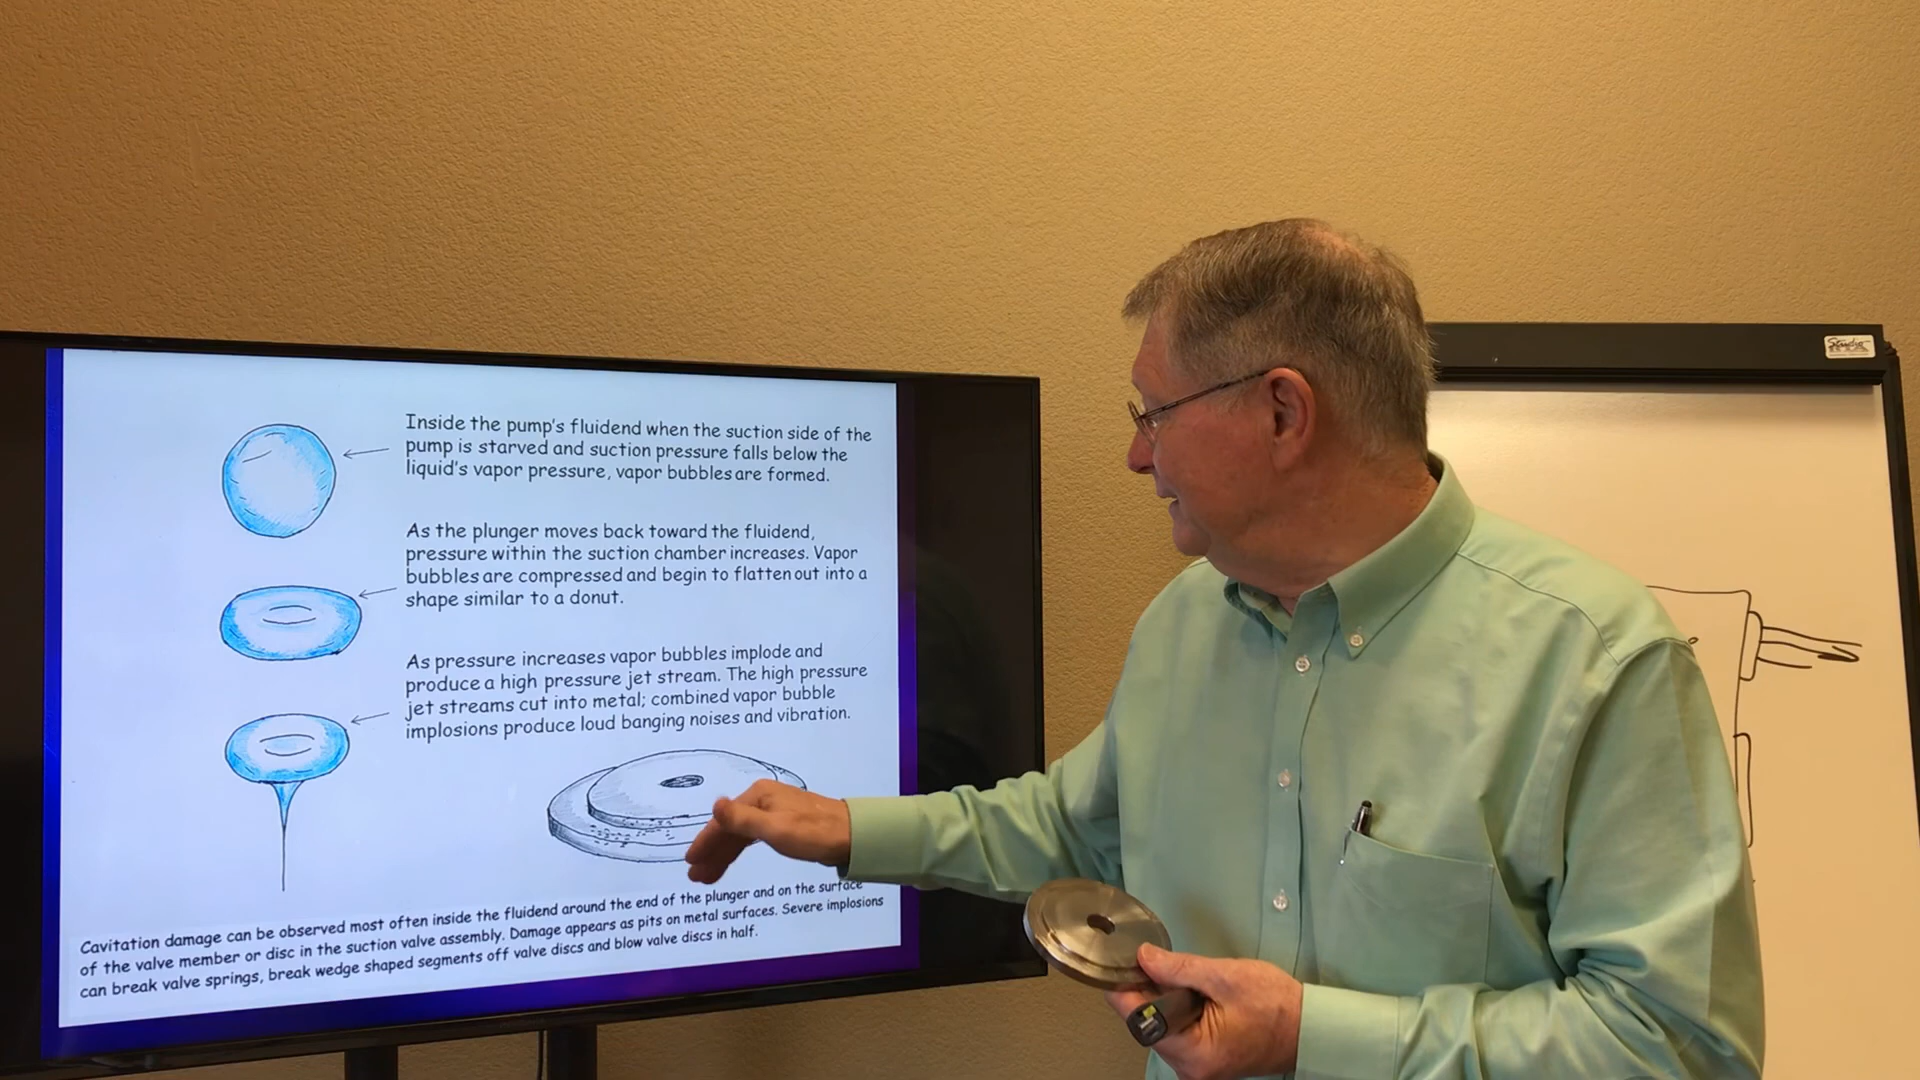 Inside the pump's fluidend when the suction side of the
pump is starved and suction pressure falls below the
liquid's vapor pressure, vapor bubbles are formed.
As the plunger moves back toward the fluidend,
pressure within the suction chamber increases. Vapor
bubbles are compressed and begin to flatten out into a
shape similar to a donut.
As pressure increases vapor bubbles implode and
produce a high pressure jet stream. The high pressure
jet streams cut into metal; combined vapor bubble
implosions produce loud banging noises and vibration.
Cavitation damage can be observed most often inside the fluidend around the end of the plunger and on the surface
of the valve member or disc in the suction valve assembly. Damage appears as pits on metal surfaces. Severe implosions
can break valve springs, break wedge shaped segments off valve discs and blow valve discs in half.
Studio